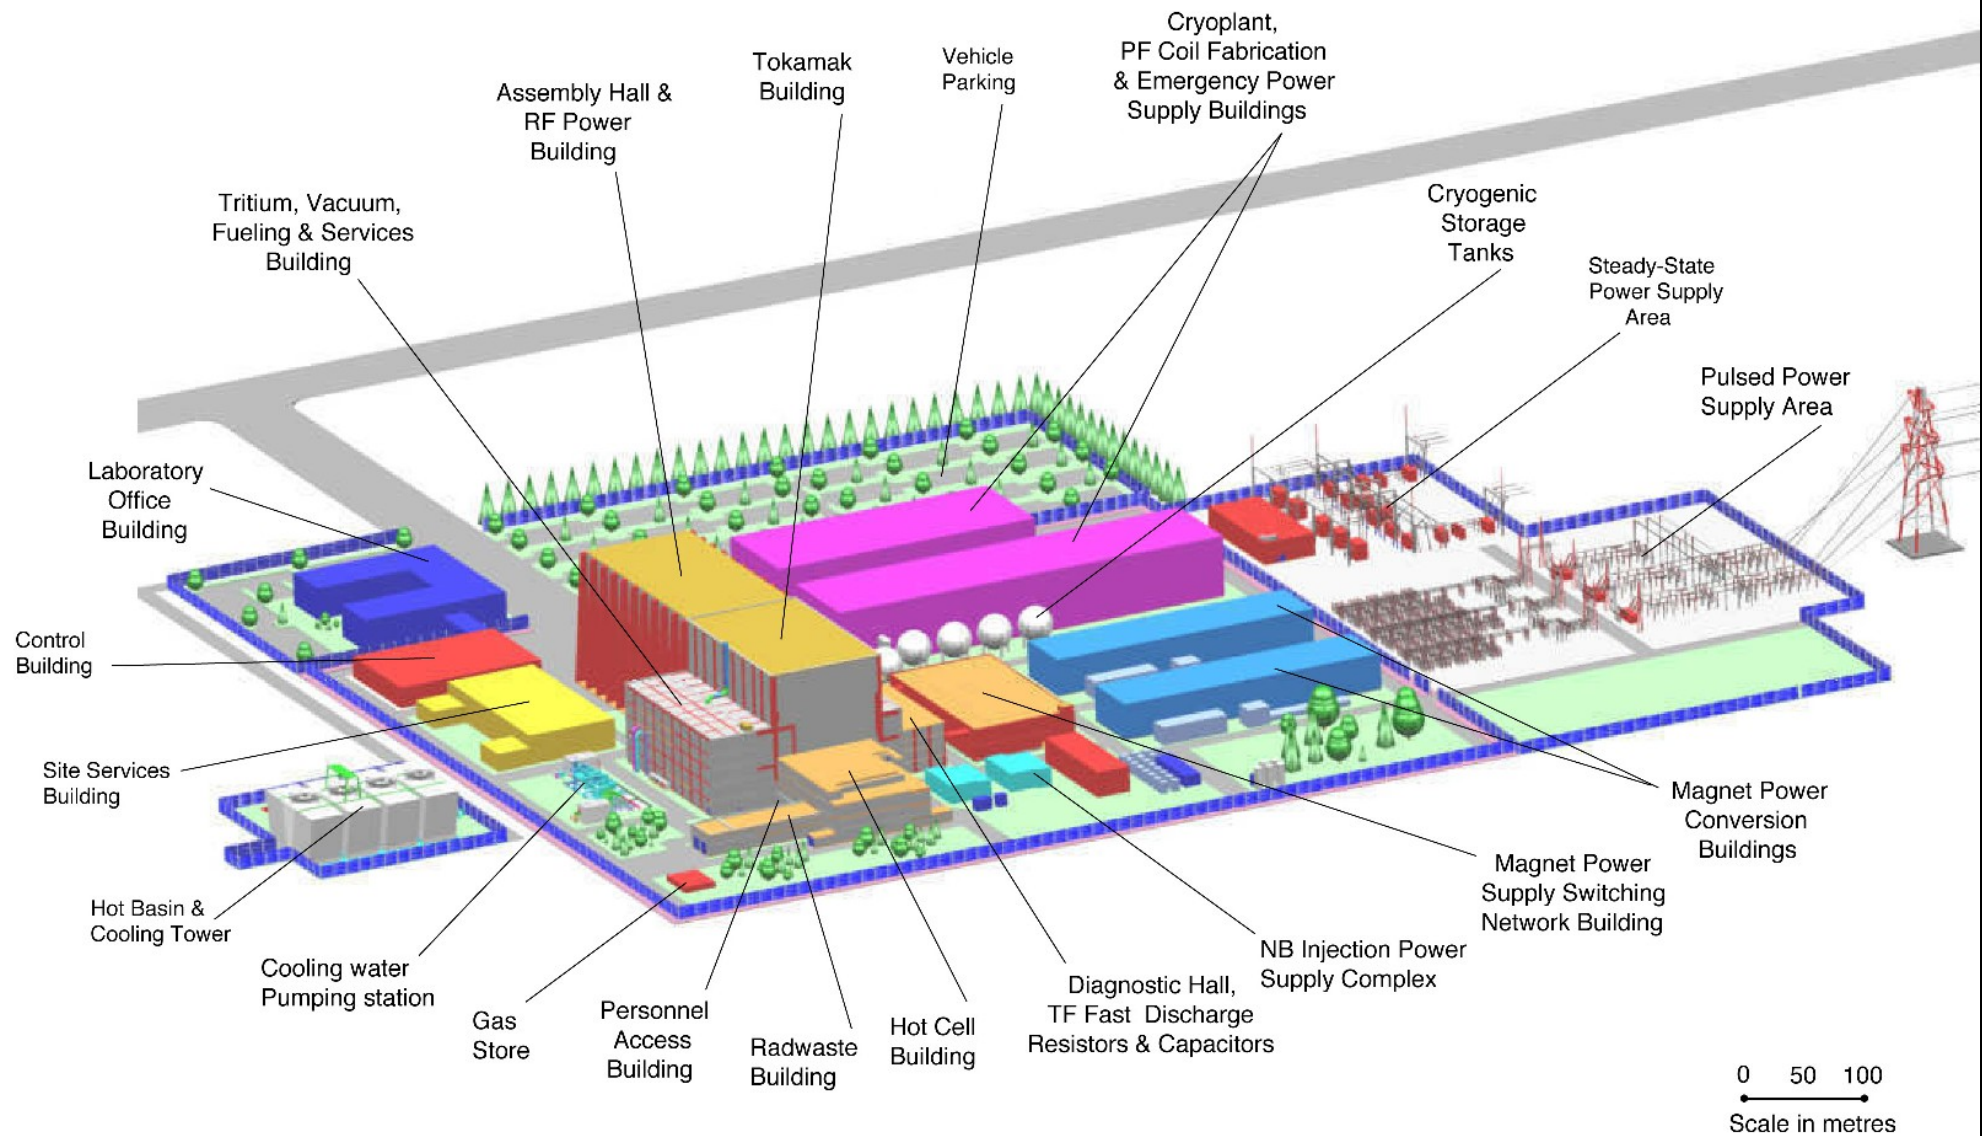 Cryoplant,
PF Coil Fabrication
& Emergency Power
Supply Buildings
Vehicle
Parking
Tokamak
Building
Assembly Hall &
RF Power
Building
Tritium, Vacuum,
Fueling & Services
Building
Cryogenic
Storage
Tanks
Steady-State
Power Supply
Area
Pulsed Power
Supply Area
Laboratory
Office
Building
Control
Building
Site Services
Building
Hot Basin &
Cooling Tower
Cooling water
Pumping station
Gas
Store
Personnel
Access
Building
Radwaste
Building
Hot Cell
Building
Diagnostic Hall,
TF Fast Discharge
Resistors & Capacitors
NB Injection Power
Supply Complex
Magnet Power
Supply Switching
Network Building
Magnet Power
Conversion
Buildings
0 50 100
Scale in metres